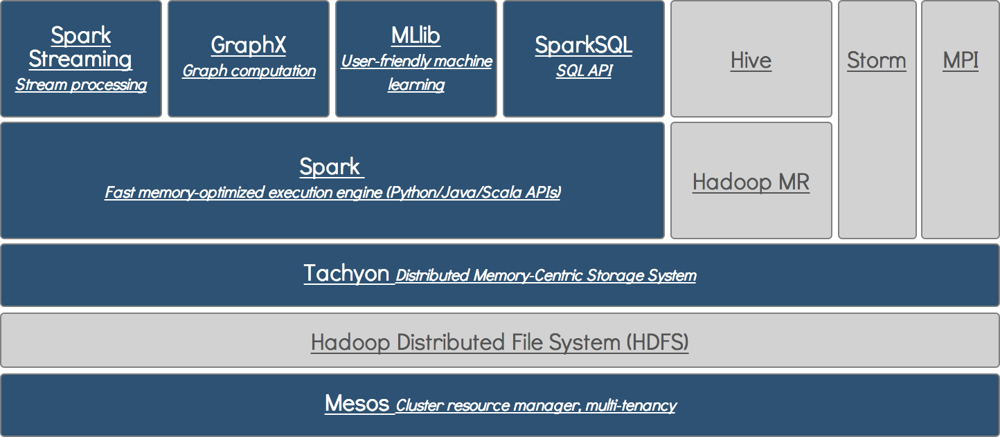 Spark
Streaming
Stream processing
GraphX
Graph computation
MLlib
User-friendly machine
learning
SparkSQL
SQL API
Hive
Storm
MPI
Spark
Fast memory-optimized execution engine (Python/Java/Scala APIs)
Hadoop MR
Tachyon Distributed Memory-Centric Storage System
Hadoop Distributed File System (HDFS)
Mesos Cluster resource manager, multi-tenancy